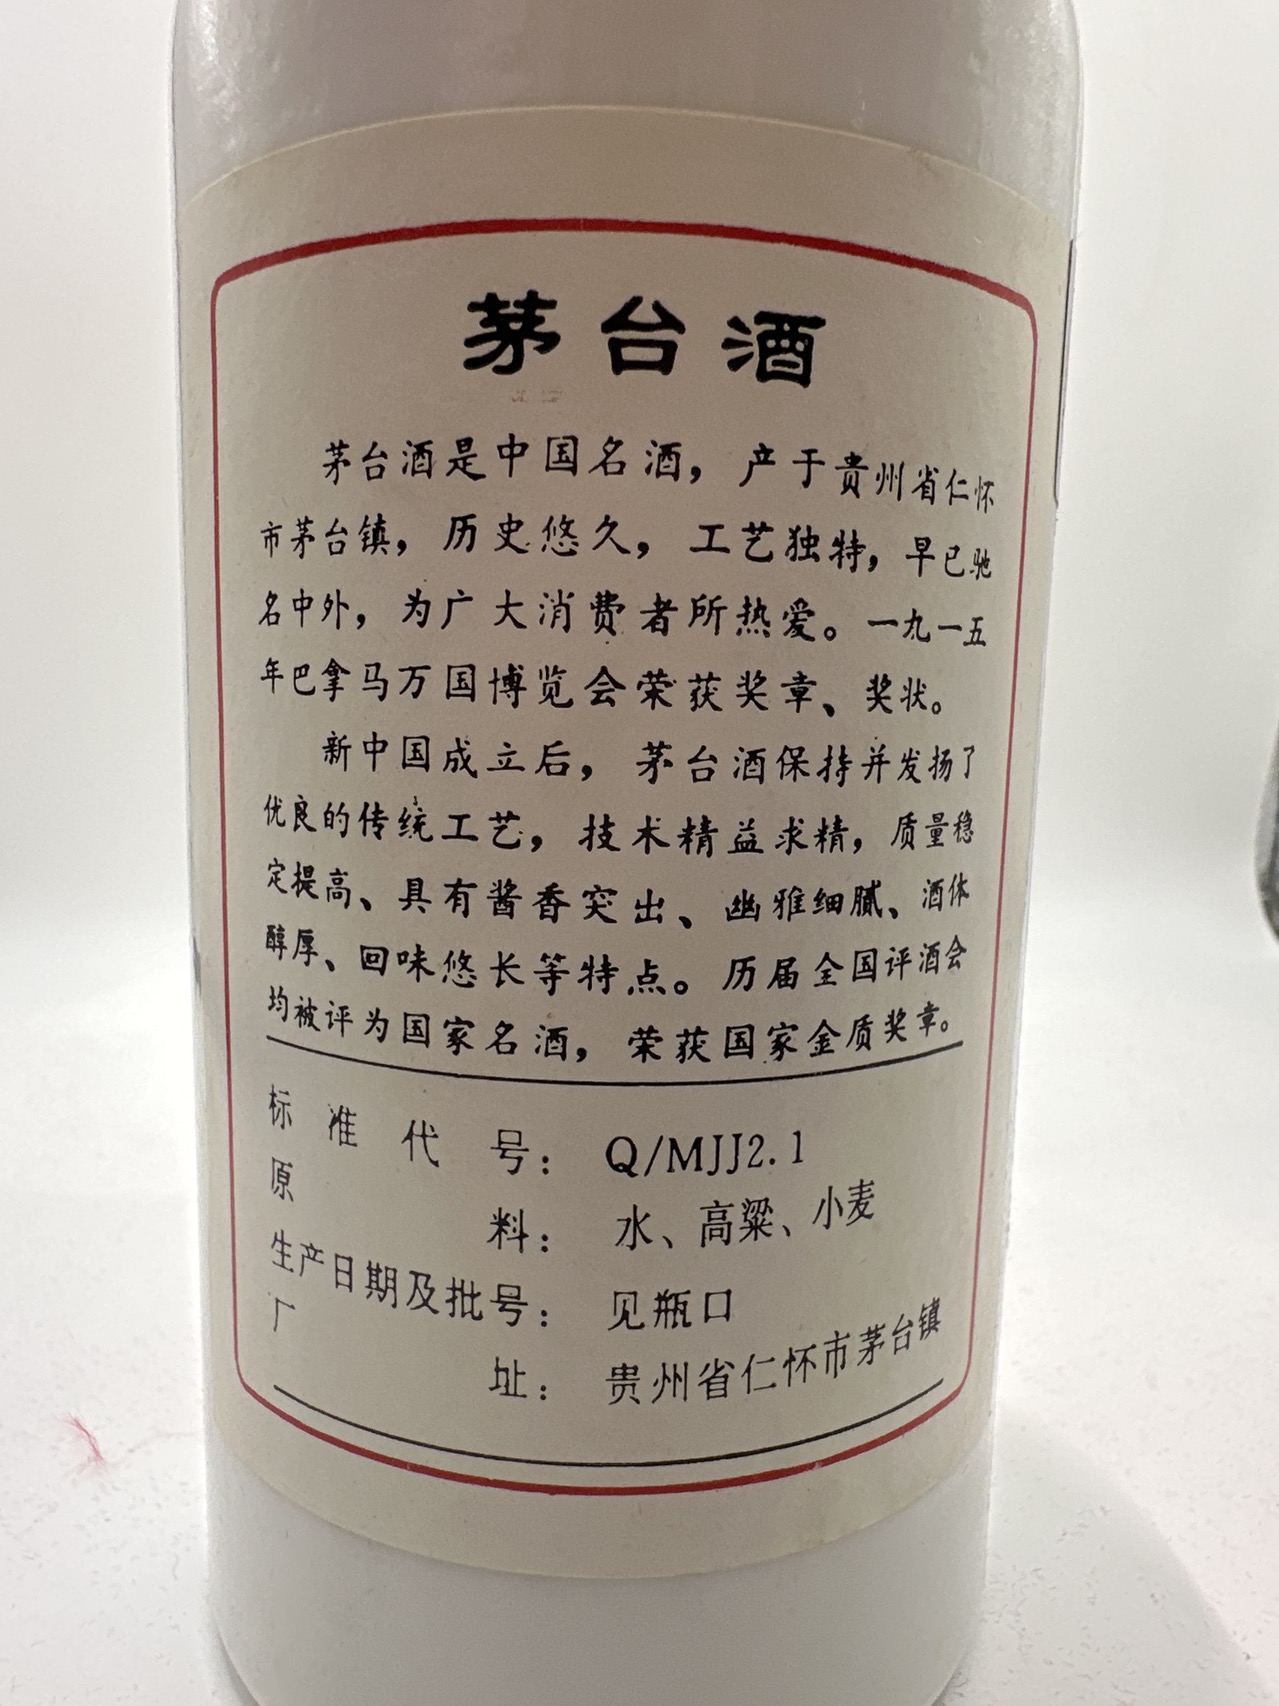 茅台酒
茅台酒是中国名酒，产于贵州省仁怀
市茅台镇，历史悠久，工艺独特，早已驰
名中外，为广大消费者所热爱。一九一五
年巴拿马万国博览会荣获奖章、奖状。
新中国成立后，茅台酒保持并发扬了
优良的传统工艺，技术精益求精，质量稳
定提高、具有酱香突出、幽雅细腻、酒体
醇厚、回味悠长等特点。历届全国评酒会
均被评为国家名酒，荣获国家金质奖章。
标准代号：Q/MJJ2.1
原料：水、高粱、小麦
生产日期及批号：见瓶口
厂址：贵州省仁怀市茅台镇